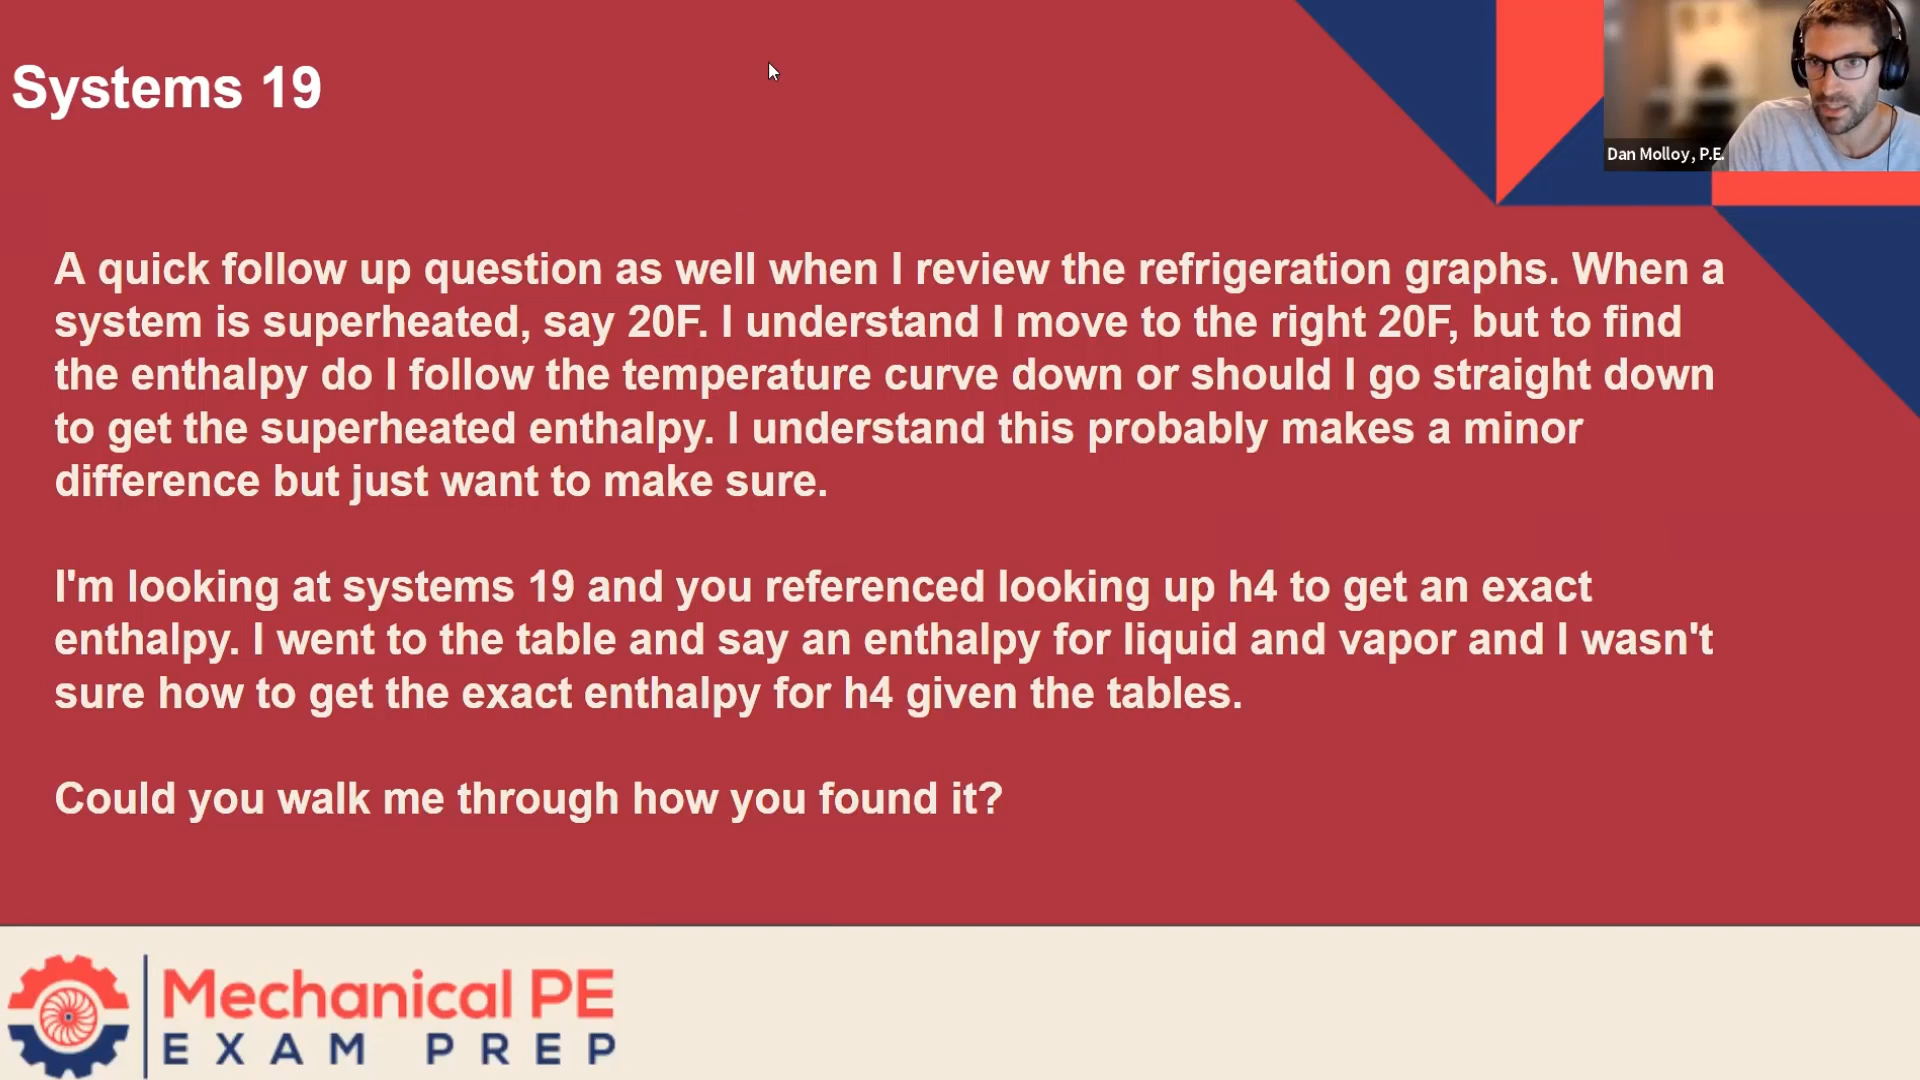 Systems 19
Dan Molloy, P.E.
A quick follow up question as well when I review the refrigeration graphs. When a
system is superheated, say 20F. I understand I move to the right 20F, but to find
the enthalpy do I follow the temperature curve down or should I go straight down
to get the superheated enthalpy. I understand this probably makes a minor
difference but just want to make sure.
I'm looking at systems 19 and you referenced looking up h4 to get an exact
enthalpy. I went to the table and say an enthalpy for liquid and vapor and I wasn't
sure how to get the exact enthalpy for h4 given the tables.
Could you walk me through how you found it?
Mechanical PE
EXAM PREP